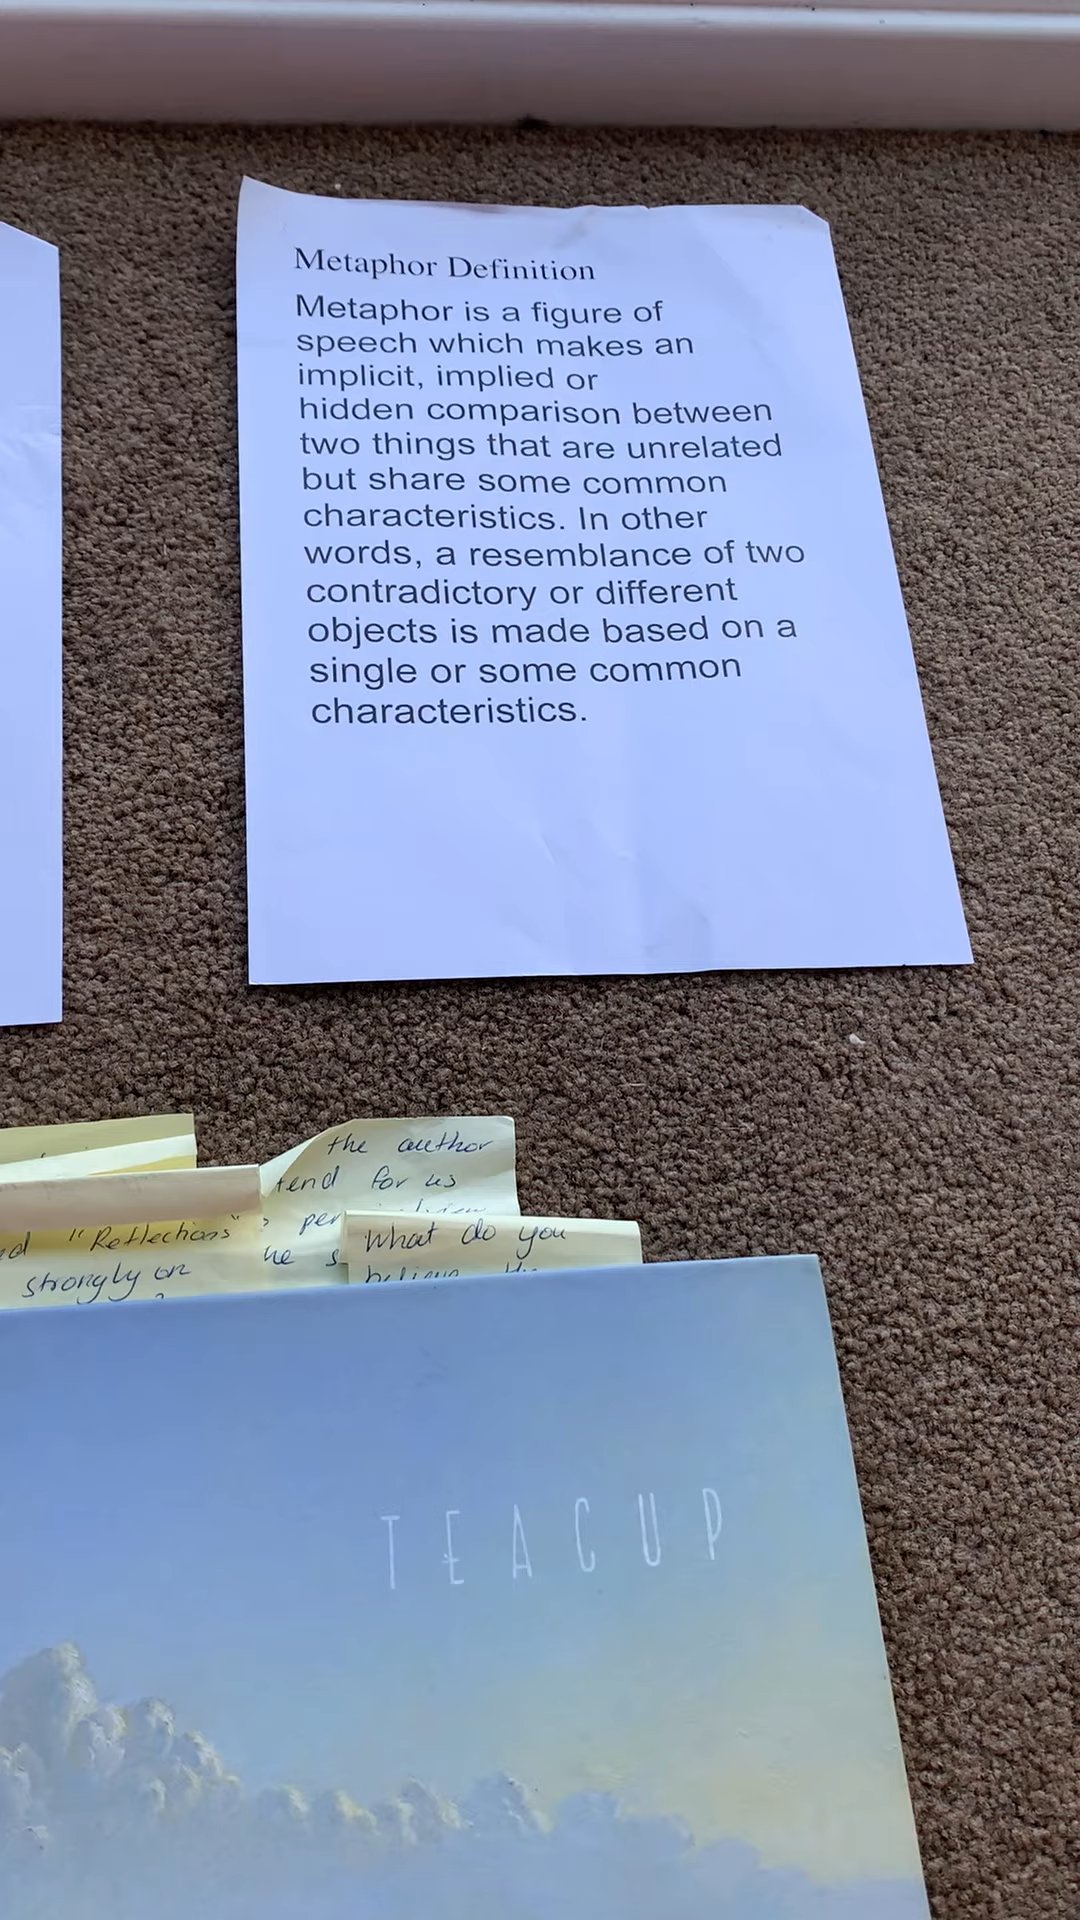 Metaphor Definition
Metaphor is a figure of
speech which makes an
implicit, implied or
hidden comparison between
two things that are unrelated
but share some common
characteristics. In other
words, a resemblance of two
contradictory or different
objects is made based on a
single or some common
characteristics.
the author
tend for us
"Reflections"
strongly on
What do you
TEACUP